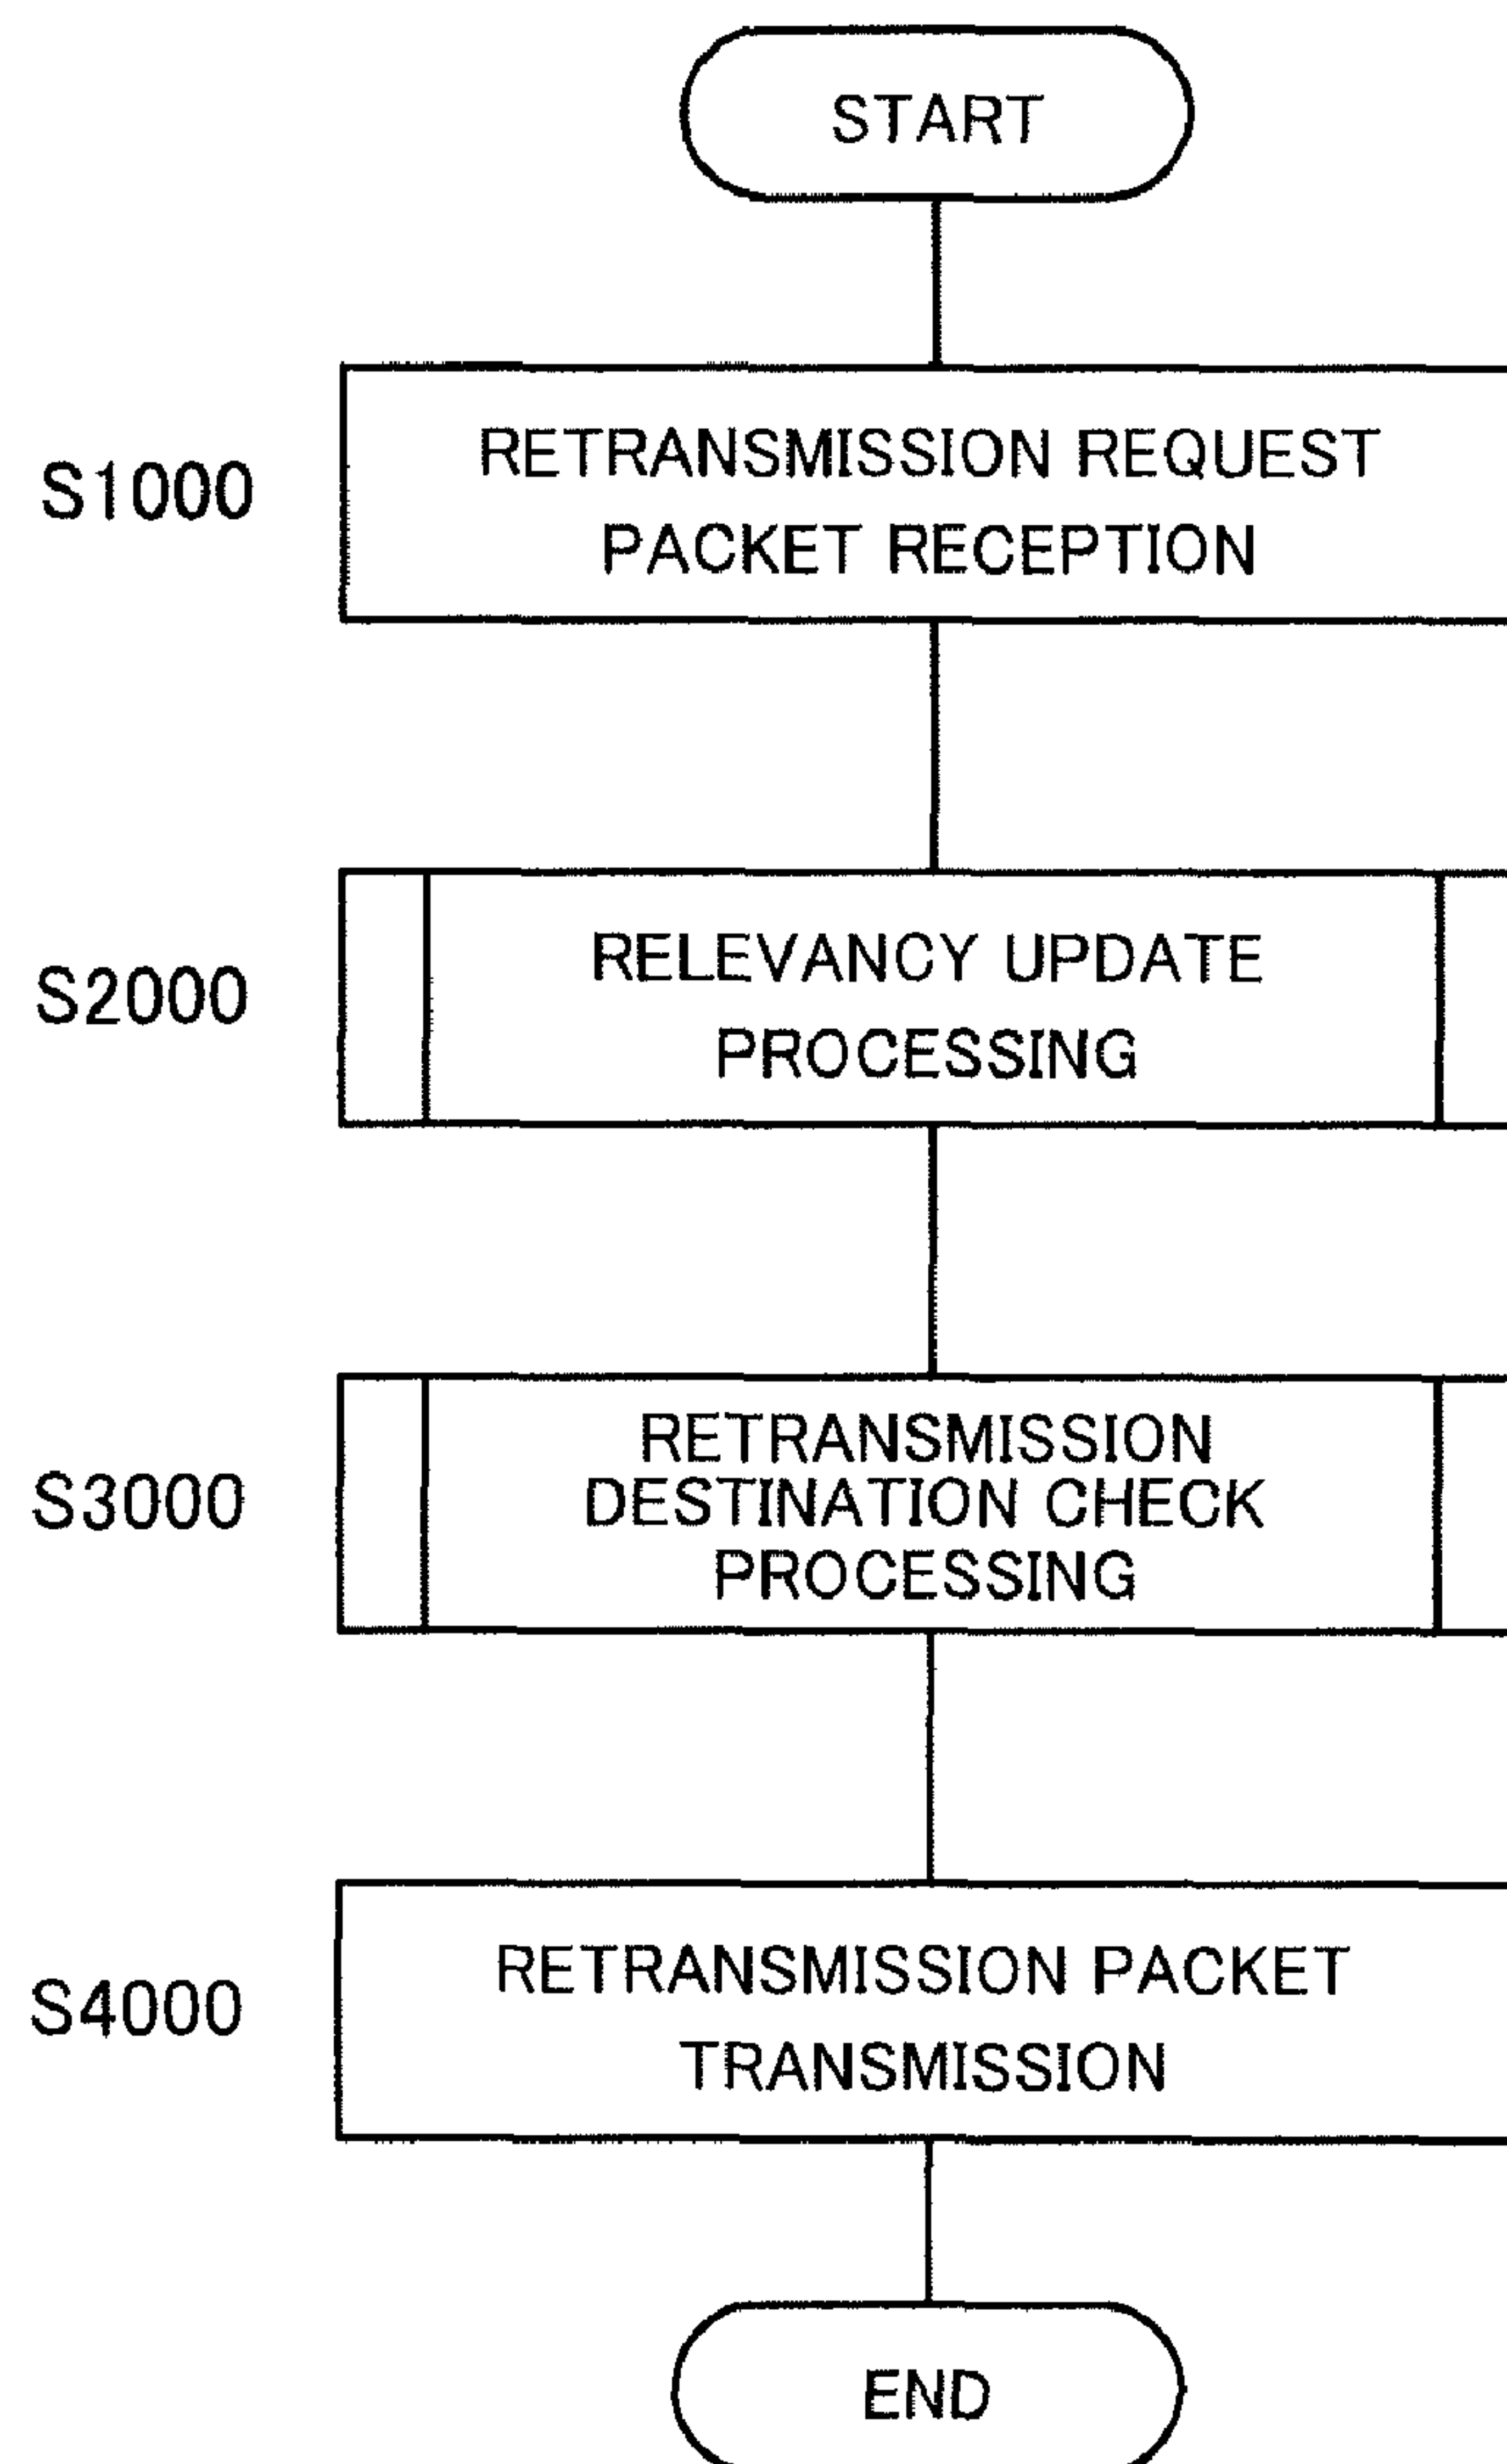 START
S1000
RETRANSMISSION REQUEST
PACKET RECEPTION
S2000
RELEVANCY UPDATE
PROCESSING
S3000
RETRANSMISSION
DESTINATION CHECK
PROCESSING
S4000
RETRANSMISSION PACKET
TRANSMISSION
END